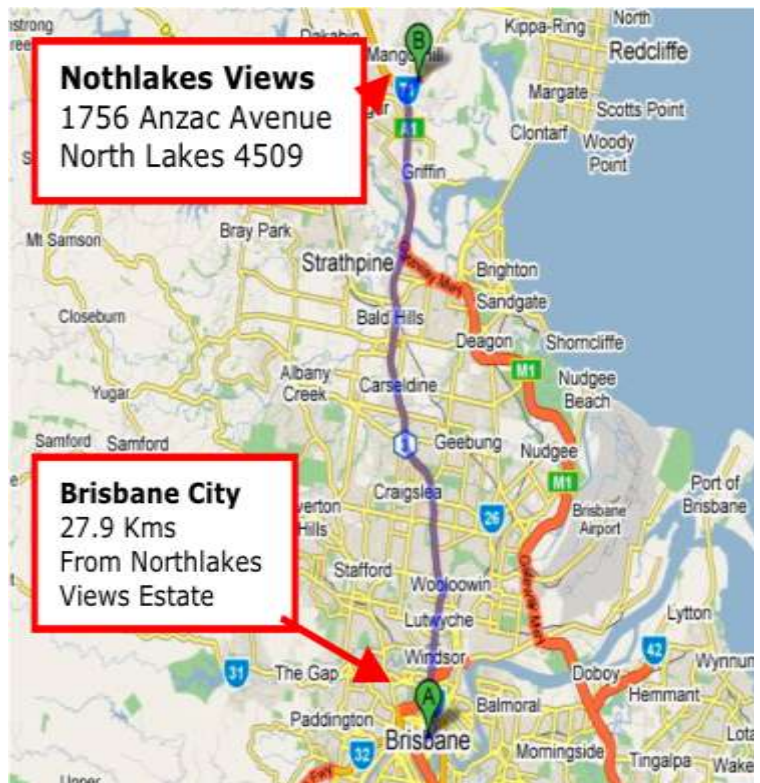 North
Kippa-Ring
Redcliffe
B
Mango Hill
Nothlakes Views
1756 Anzac Avenue
North Lakes 4509
A1
Margate
Scotts Point
Clontarf
Woody
Point
Griffin
Mt Samson
Bray Park
Strathpine
Brighton
Sandgate
Closeburn
Bald Hills
Deagon
Shorncliffe
M1
Albany
Creek
Carseldine
Nudgee
Beach
Yugar
3
Geebung
Nudgee
Samford
Samford
M1
Port of
Brisbane
Craigslea
26
Brisbane
Airport
Brisbane City
27.9 Kms
From Northlakes
Views Estate
Hills
Stafford
Wooloowin
Lutwyche
Lytton
Windsor
42
31
The Gap
Doboy
Hemmant
A
Balmoral
Paddington
Brisbane
32
Morningside
Tingalpa